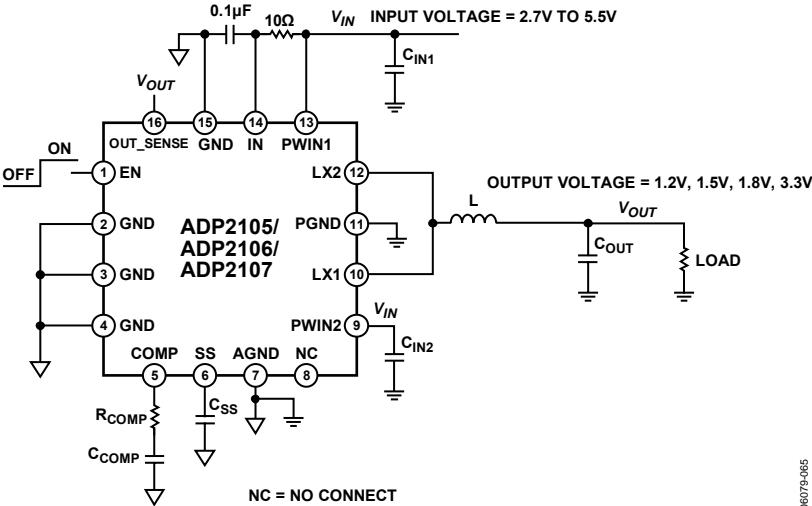 0.1µF
10Ω
VIN
INPUT VOLTAGE = 2.7V TO 5.5V
CIN1
VOUT
16
15
14
13
OUT_SENSE
GND
IN
PWIN1
ON
OFF
1
EN
LX2
12
OUTPUT VOLTAGE = 1.2V, 1.5V, 1.8V, 3.3V
L
VOUT
2
GND
ADP2105/
ADP2106/
ADP2107
PGND
11
COUT
LOAD
3
GND
LX1
10
VIN
4
GND
PWIN2
9
CIN2
COMP
SS
AGND
NC
5
6
7
8
RCOMP
CSS
CCOMP
NC = NO CONNECT
06079-065